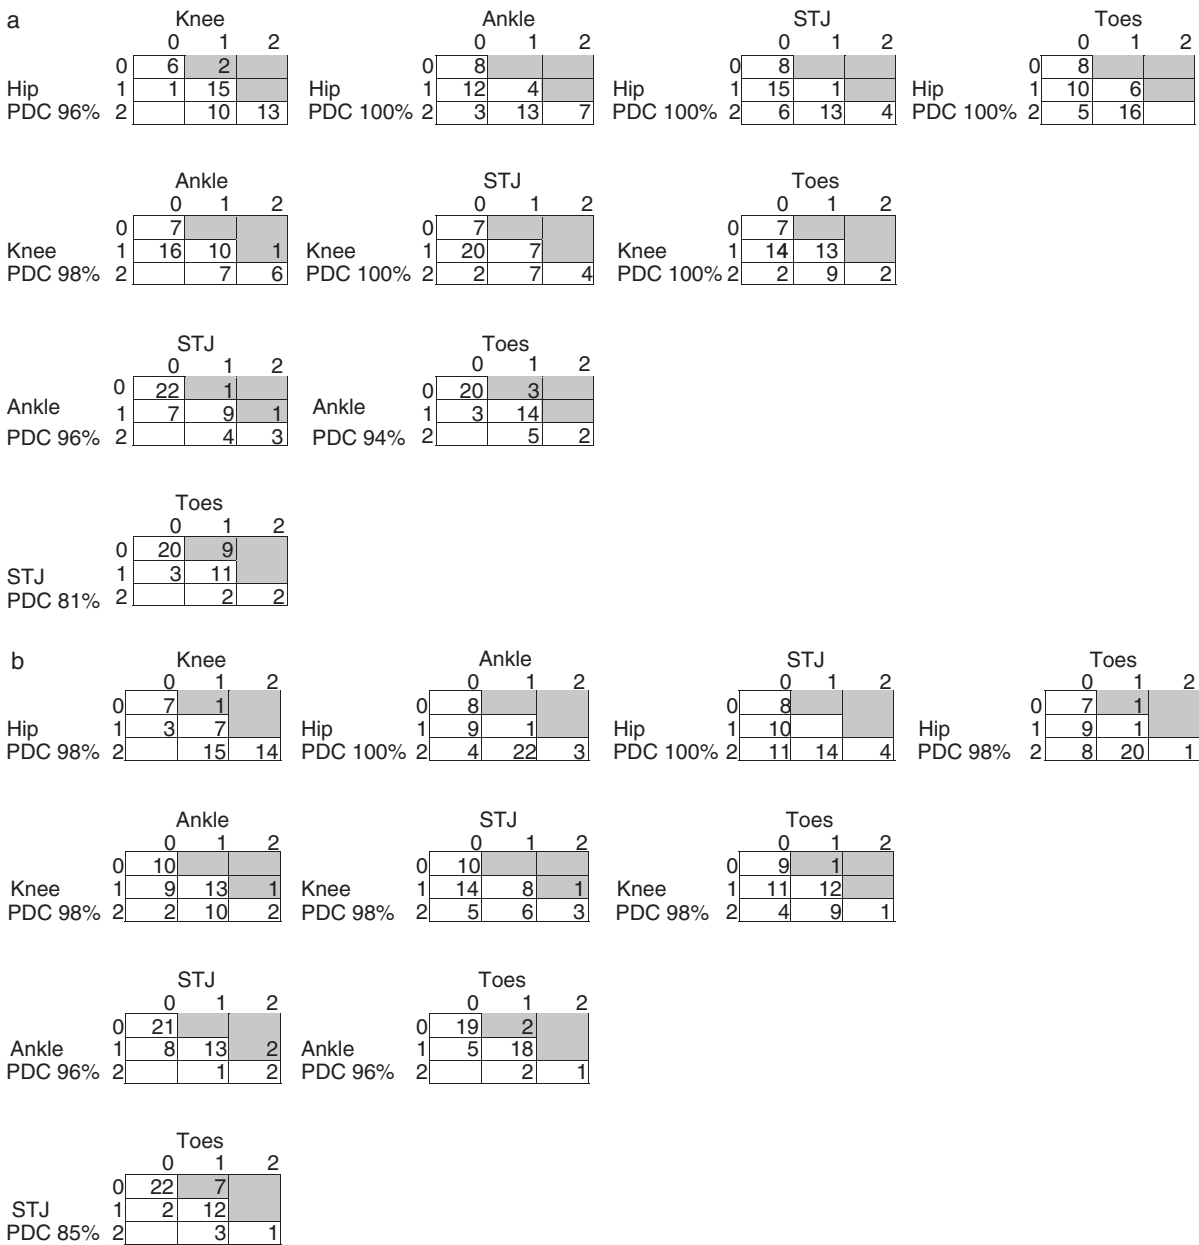 a Knee Ankle STJ Toes
0 1 2 0 1 2 0 1 2 0 1 2
0 6 2 0 8 0 8 0 8
Hip 1 1 15 Hip 1 12 4 Hip 1 15 1 Hip 1 10 6
PDC 96% 2 10 13 PDC 100% 2 3 13 7 PDC 100% 2 6 13 4 PDC 100% 2 5 16
Ankle STJ Toes
0 1 2 0 1 2 0 1 2
0 7 0 7 0 7
Knee 1 16 10 1 Knee 1 20 7 Knee 1 14 13
PDC 98% 2 7 6 PDC 100% 2 2 7 4 PDC 100% 2 2 9 2
STJ Toes
0 1 2 0 1 2
0 22 1 0 20 3
Ankle 1 7 9 1 Ankle 1 3 14
PDC 96% 2 4 3 PDC 94% 2 5 2
Toes
0 1 2
0 20 9
STJ 1 3 11
PDC 81% 2 2 2
b Knee Ankle STJ Toes
0 1 2 0 1 2 0 1 2 0 1 2
0 7 1 0 8 0 8 0 7 1
Hip 1 3 7 Hip 1 9 1 Hip 1 10 Hip 1 9 1
PDC 98% 2 15 14 PDC 100% 2 4 22 3 PDC 100% 2 11 14 4 PDC 98% 2 8 20 1
Ankle STJ Toes
0 1 2 0 1 2 0 1 2
0 10 0 10 0 9 1
Knee 1 9 13 1 Knee 1 14 8 1 Knee 1 11 12
PDC 98% 2 2 10 2 PDC 98% 2 5 6 3 PDC 98% 2 4 9 1
STJ Toes
0 1 2 0 1 2
0 21 0 19 2
Ankle 1 8 13 2 Ankle 1 5 18
PDC 96% 2 1 2 PDC 96% 2 2 1
Toes
0 1 2
0 22 7
STJ 1 2 12
PDC 85% 2 3 1